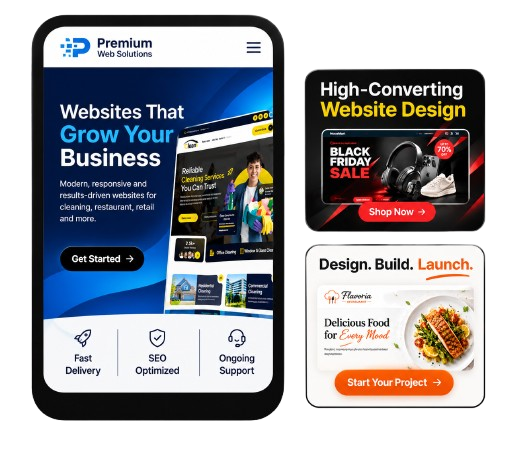 Premium
Web Solutions
Websites That
Grow Your
Business
Modern, responsive and
results-driven websites for
cleaning, restaurant, retail
and more.
Get Started →
Reliable
Cleaning Services
You Can Trust
Office Cleaning
Residential
Cleaning
Commercial
Cleaning
Fast
Delivery
SEO
Optimized
Ongoing
Support
High-Converting
Website Design
BLACK
FRIDAY
SALE
UP TO
70%
OFF
Shop Now →
Design. Build. Launch.
Flavoria
Delicious Food
for Every Mood
Start Your Project →